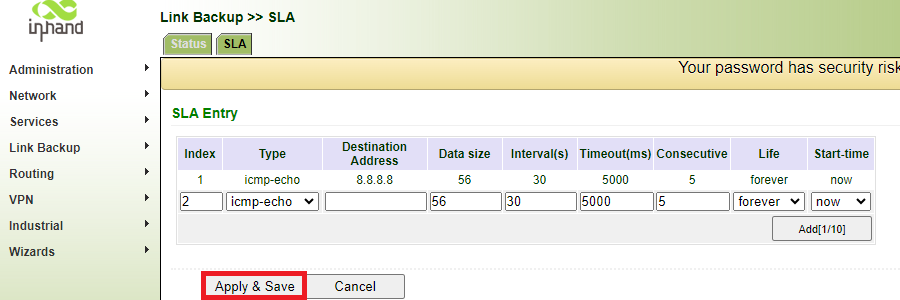 inhand
Link Backup >> SLA
Status SLA
Your password has security risk
Administration
Network
Services
Link Backup
Routing
VPN
Industrial
Wizards
SLA Entry
Index Type Destination Address Data size Interval(s) Timeout(ms) Consecutive Life Start-time
1 icmp-echo 8.8.8.8 56 30 5000 5 forever now
2 icmp-echo 56 30 5000 5 forever now
Add[1/10]
Apply & Save Cancel